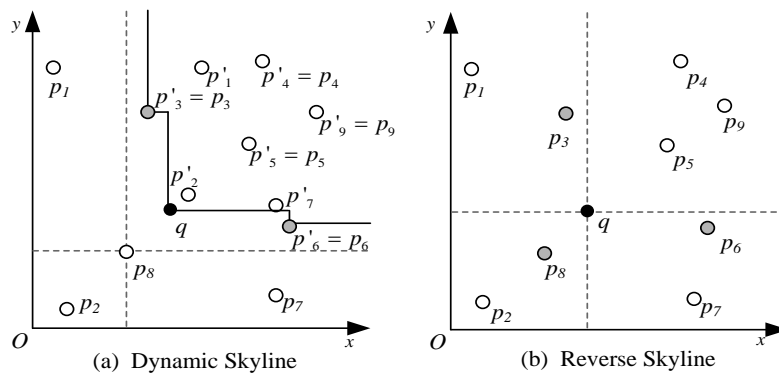 y
p1
p'1
p'4 = p4
p'3 = p3
p'9 = p9
p'5 = p5
p'2
p'7
q
p'6 = p6
p8
p2
p7
O
x
(a) Dynamic Skyline
y
p1
p4
p3
p9
p5
q
p6
p8
p2
p7
O
x
(b) Reverse Skyline